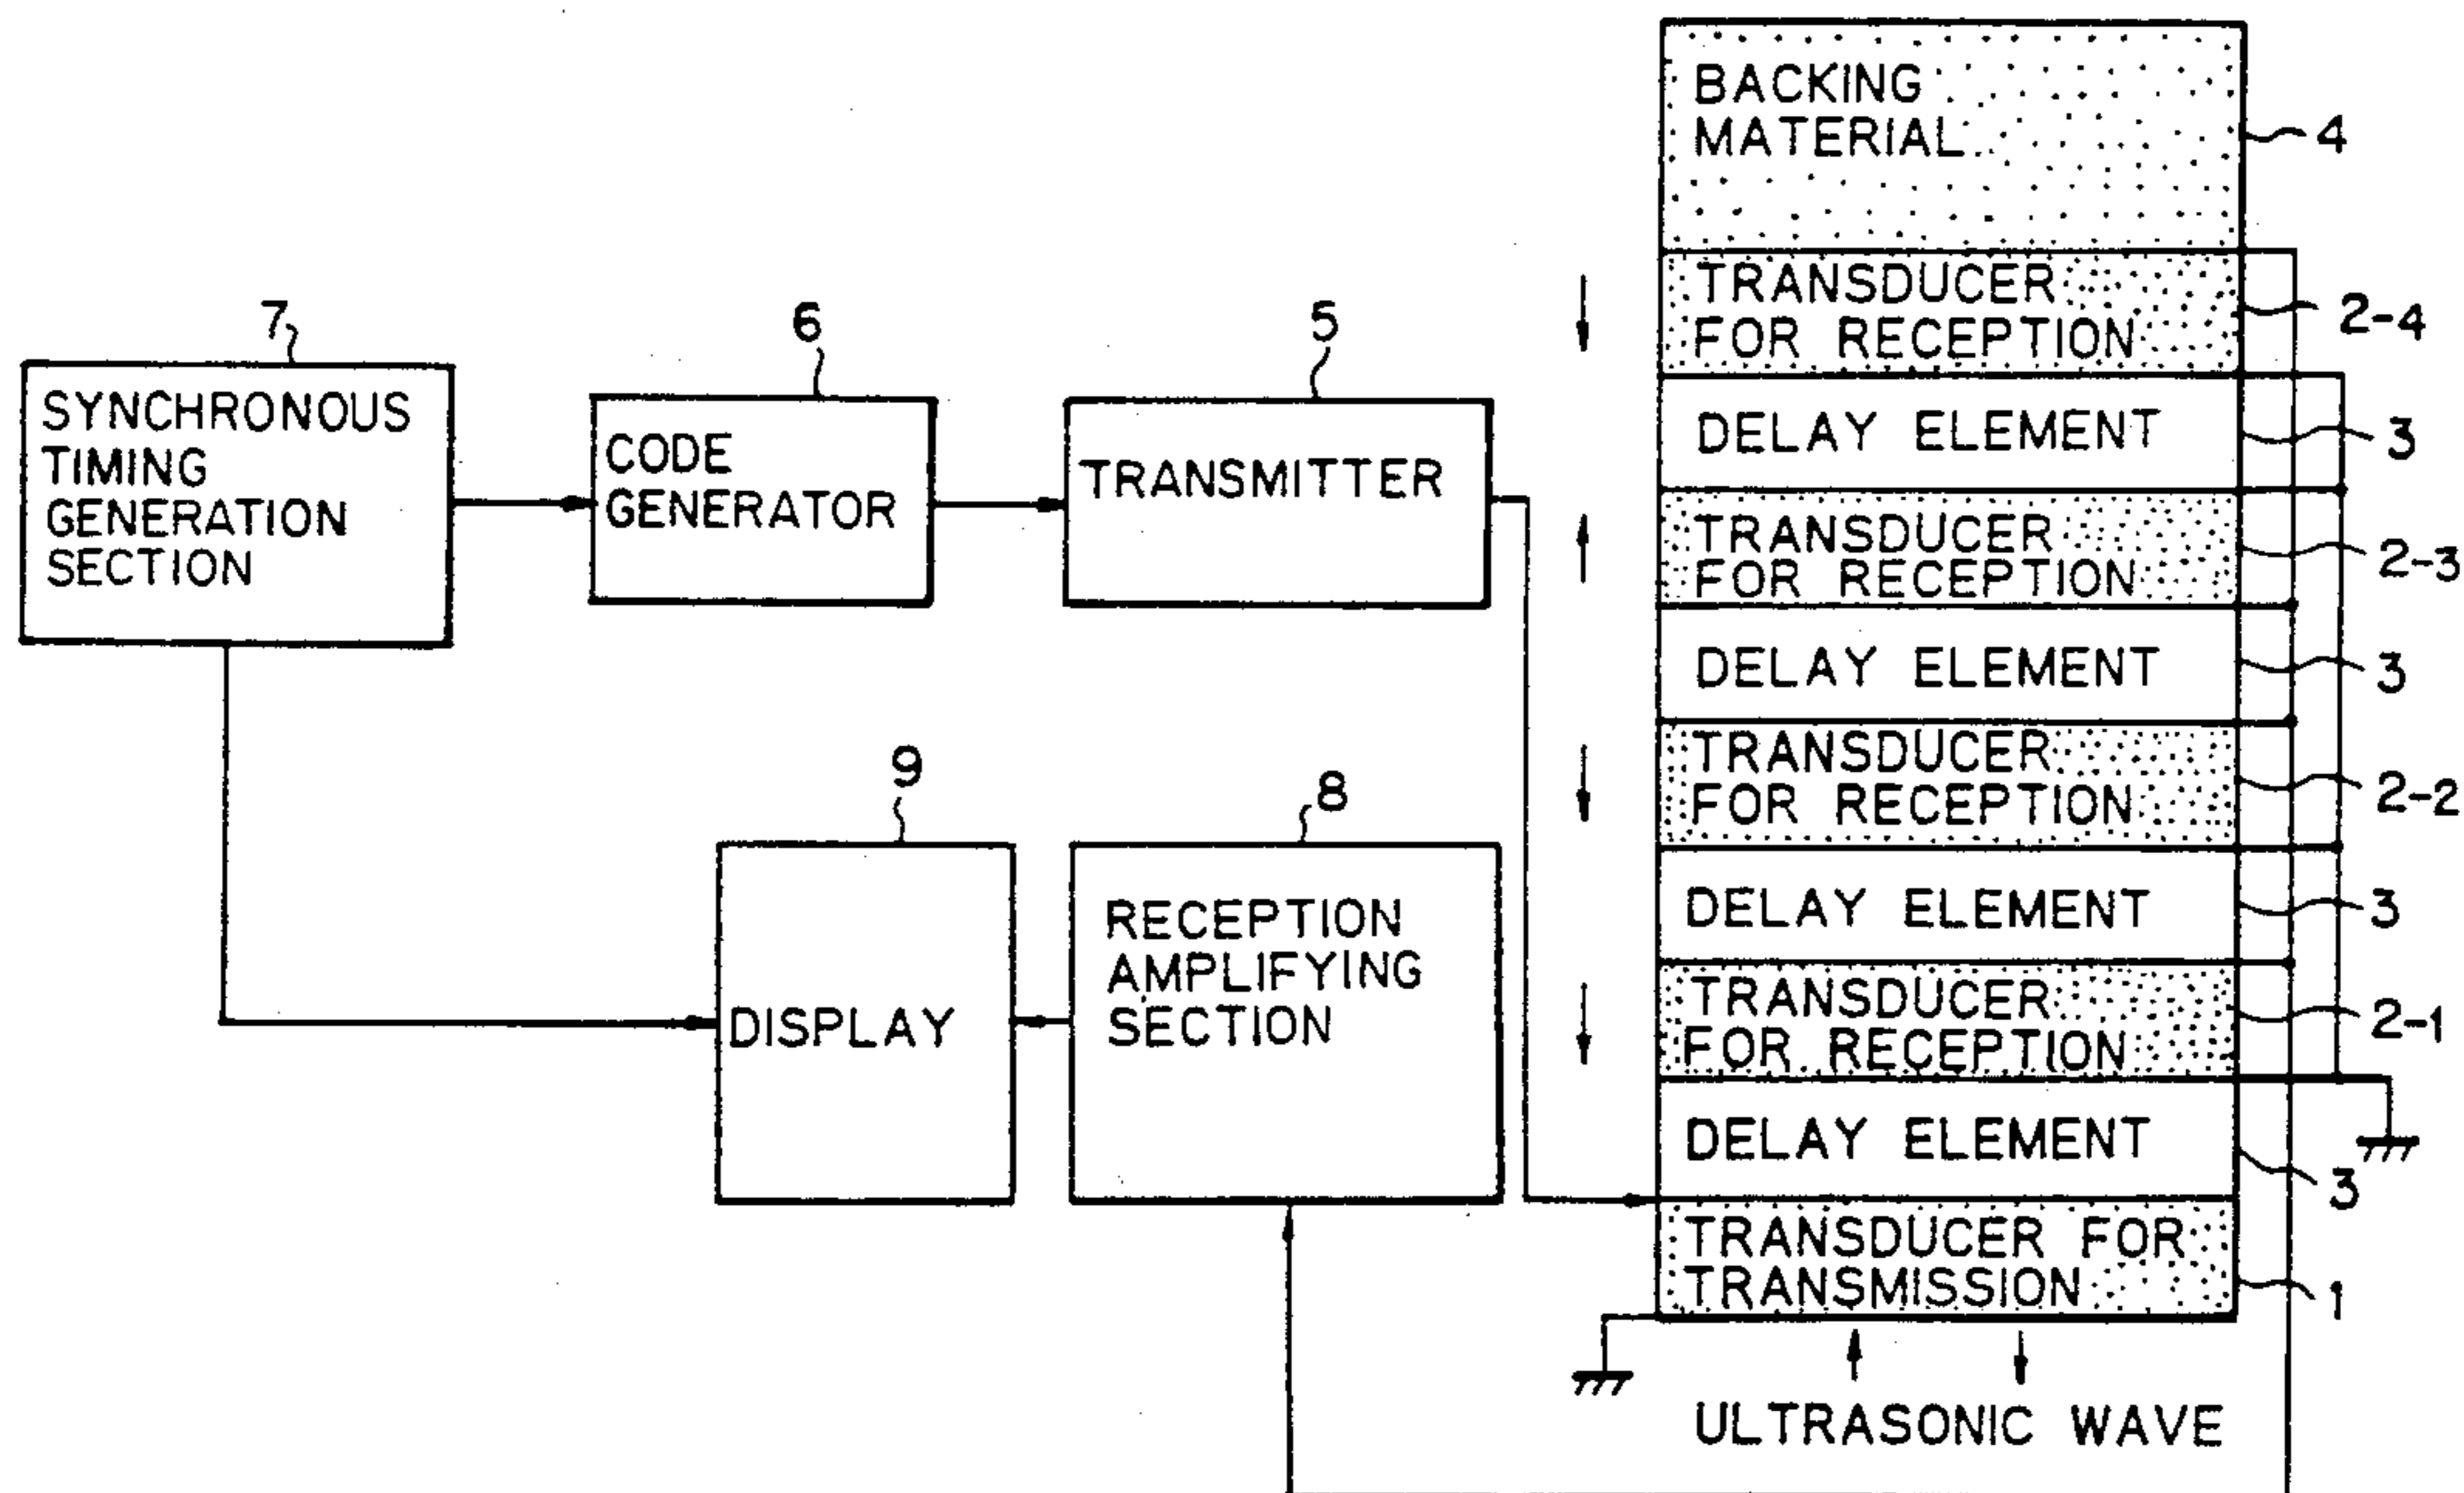 BACKING
MATERIAL
4
TRANSDUCER
FOR RECEPTION
2-4
DELAY ELEMENT
3
TRANSDUCER
FOR RECEPTION
2-3
DELAY ELEMENT
3
TRANSDUCER
FOR RECEPTION
2-2
DELAY ELEMENT
3
TRANSDUCER
FOR RECEPTION
2-1
DELAY ELEMENT
3
TRANSDUCER FOR
TRANSMISSION
1
ULTRASONIC WAVE
7
SYNCHRONOUS
TIMING
GENERATION
SECTION
6
CODE
GENERATOR
5
TRANSMITTER
9
DISPLAY
8
RECEPTION
AMPLIFYING
SECTION